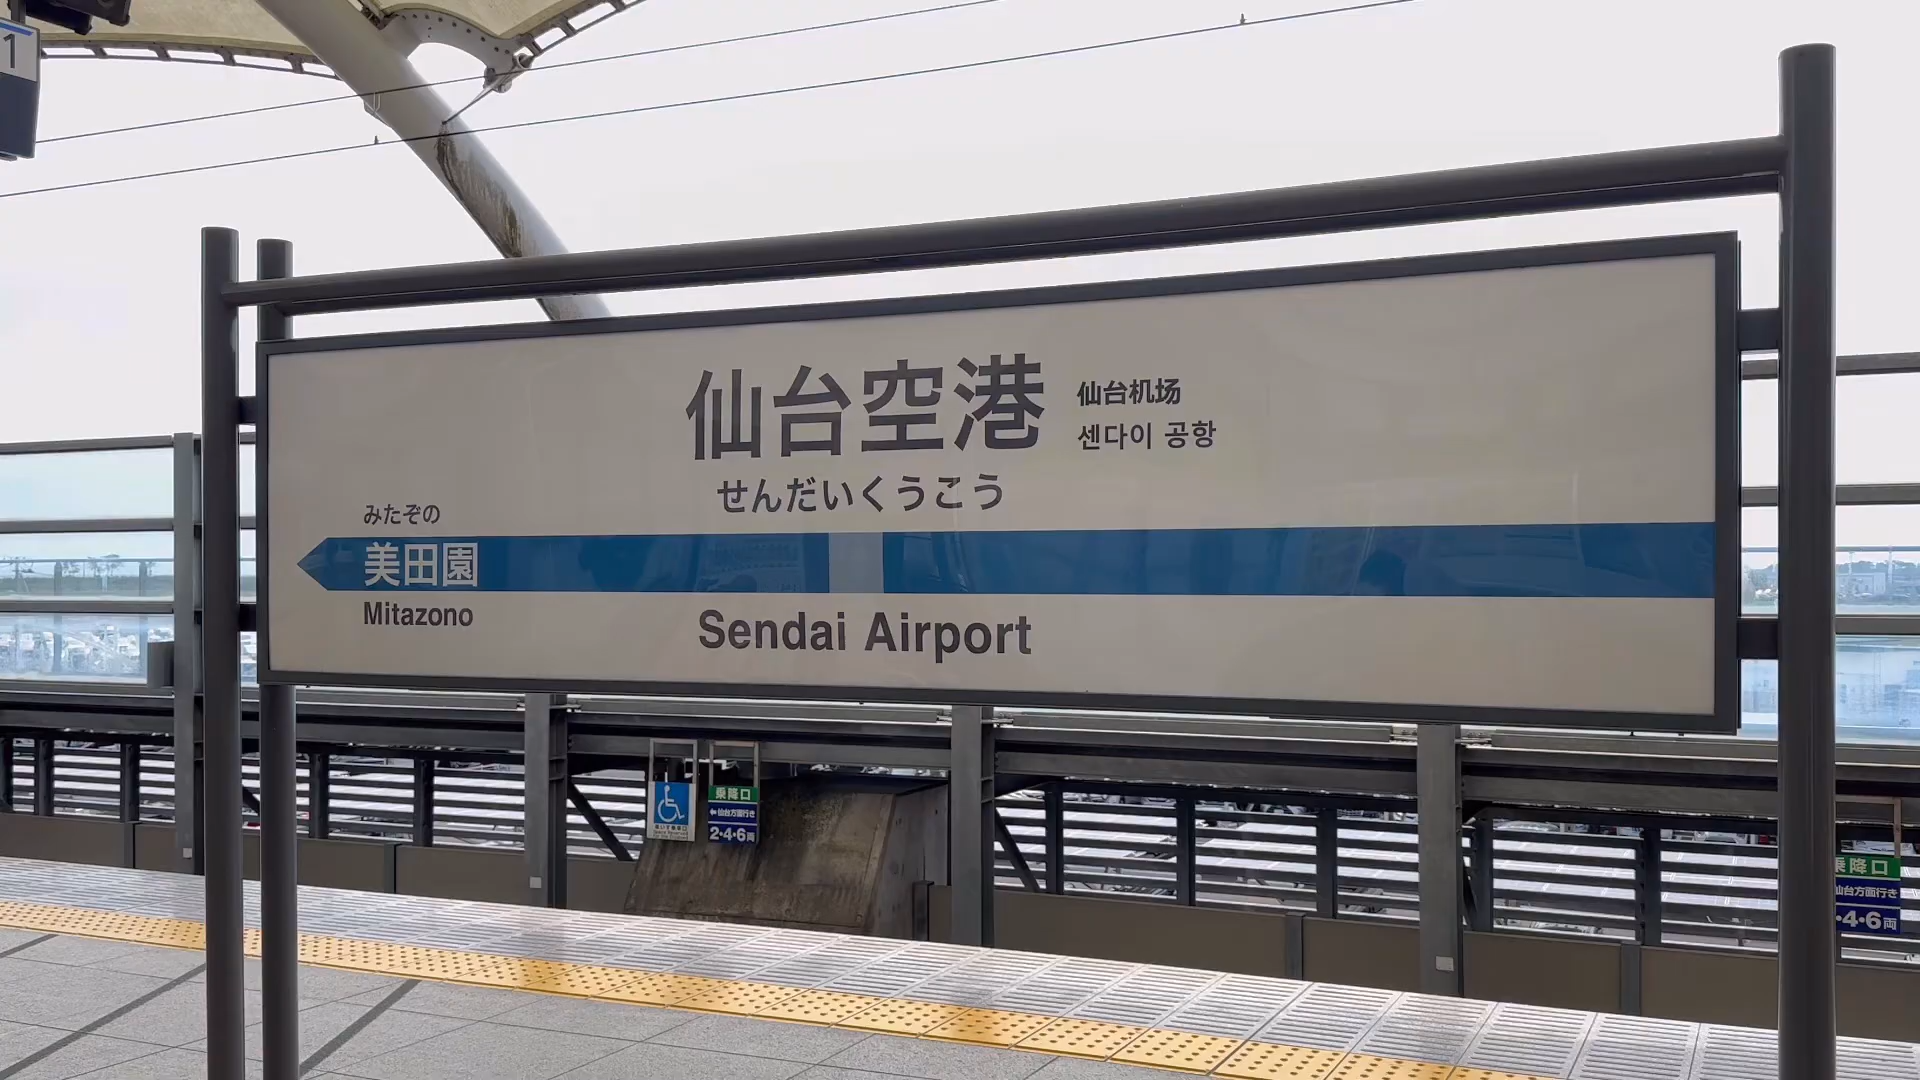 1
仙台空港
仙台机场
센다이 공항
せんだいくうこう
みたぞの
美田園
Mitazono
Sendai Airport
乗降口
←仙台方面行き
2・4・6両
乗降口
仙台方面行き
・4・6両